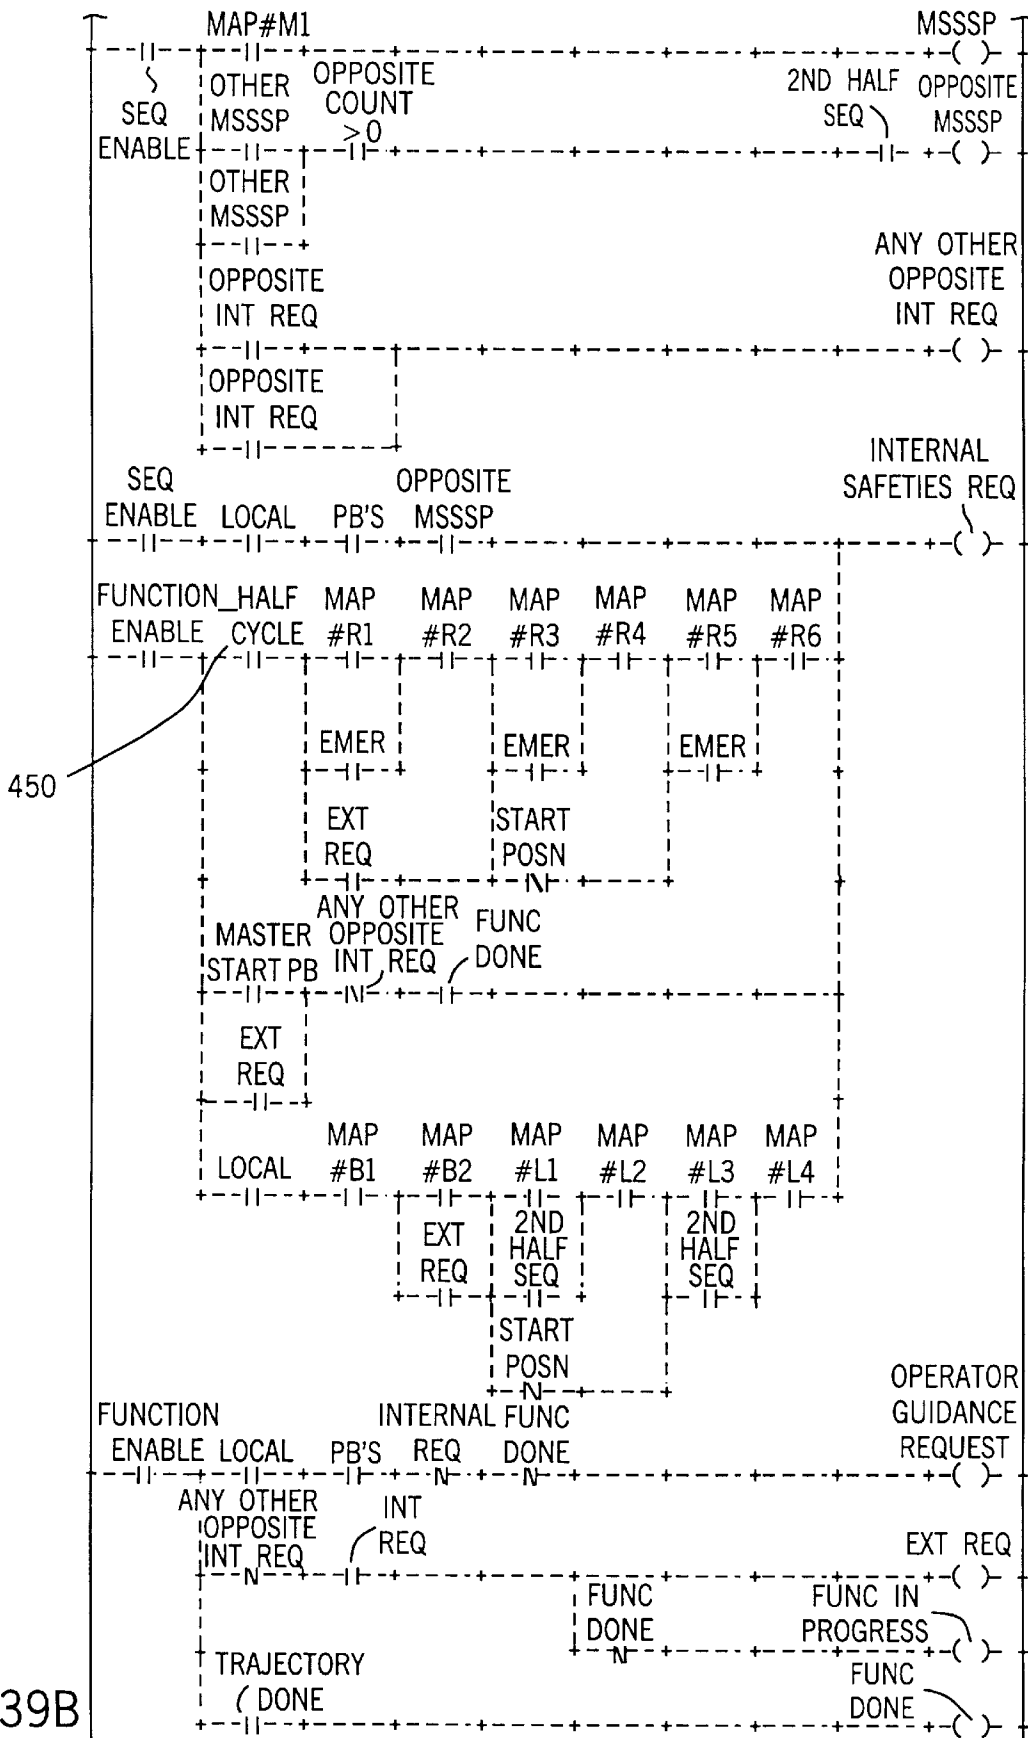 MAP#M1 MSSSP
OTHER OPPOSITE 2ND HALF OPPOSITE
SEQ MSSSP COUNT SEQ MSSSP
ENABLE >0
OTHER
MSSSP
ANY OTHER
OPPOSITE OPPOSITE
INT REQ INT REQ
OPPOSITE
INT REQ
INTERNAL
SEQ OPPOSITE SAFETIES REQ
ENABLE LOCAL PB'S MSSSP
FUNCTION_HALF MAP MAP MAP MAP MAP MAP
ENABLE CYCLE #R1 #R2 #R3 #R4 #R5 #R6
EMER EMER EMER
450
EXT START
REQ POSN
ANY OTHER FUNC
MASTER OPPOSITE DONE
START PB INT REQ
EXT
REQ
MAP MAP MAP MAP MAP MAP
LOCAL #B1 #B2 #L1 #L2 #L3 #L4
EXT 2ND 2ND
REQ HALF HALF
SEQ SEQ
START
POSN
OPERATOR
FUNCTION INTERNAL FUNC GUIDANCE
ENABLE LOCAL PB'S REQ DONE REQUEST
ANY OTHER INT
OPPOSITE REQ
INT REQ EXT REQ
FUNC FUNC IN
DONE PROGRESS
TRAJECTORY FUNC
DONE DONE
39B